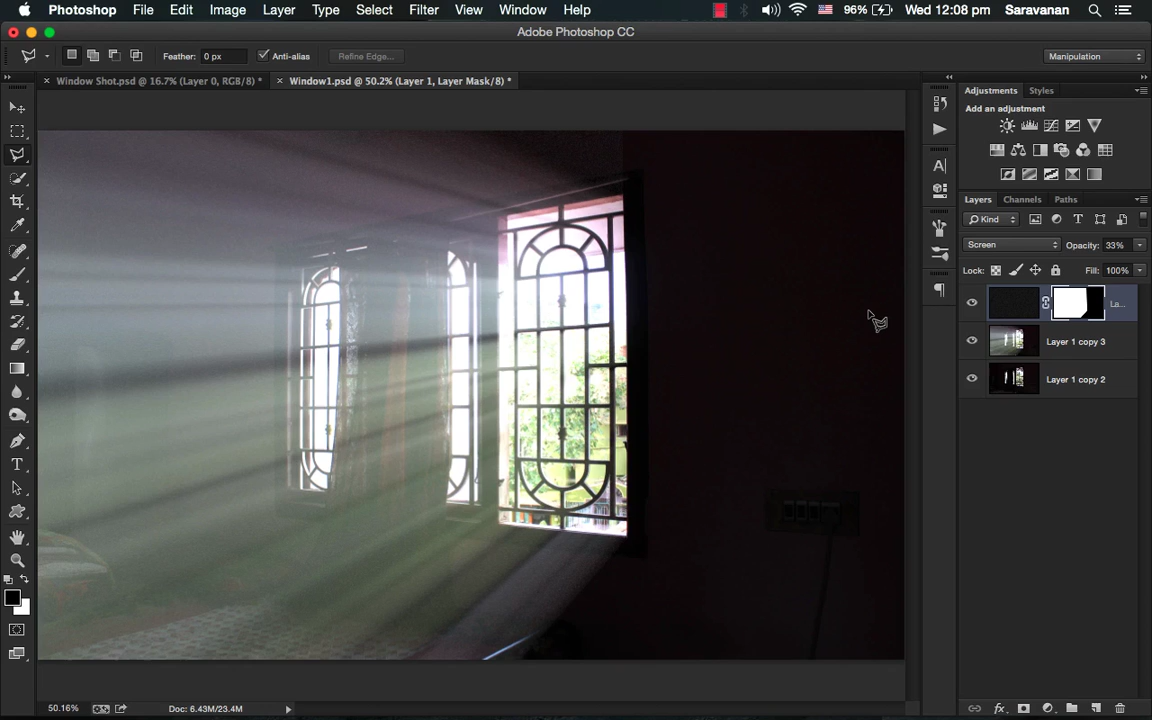 Photoshop File Edit Image Layer Type Select Filter View Window Help 96% Wed 12:08 pm Saravanan
Adobe Photoshop CC
Feather: 0 px Anti-alias Refine Edge... Manipulation
Window Shot.psd @ 16.7% (Layer 0, RGB/8) * Window1.psd @ 50.2% (Layer 1, Layer Mask/8) *
Adjustments Styles
Add an adjustment
Layers Channels Paths
Kind
Screen Opacity: 33%
Lock: Fill: 100%
La...
Layer 1 copy 3
Layer 1 copy 2
50.16% Doc: 6.43M/23.4M